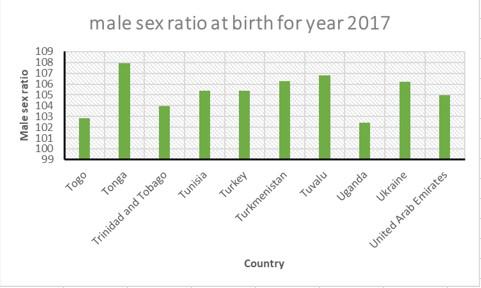 male sex ratio at birth for year 2017
Male sex ratio
109
108
107
106
105
104
103
102
101
100
99
Togo
Tonga
Trinidad and Tobago
Tunisia
Turkey
Turkmenistan
Tuvalu
Uganda
Ukraine
United Arab Emirates
Country